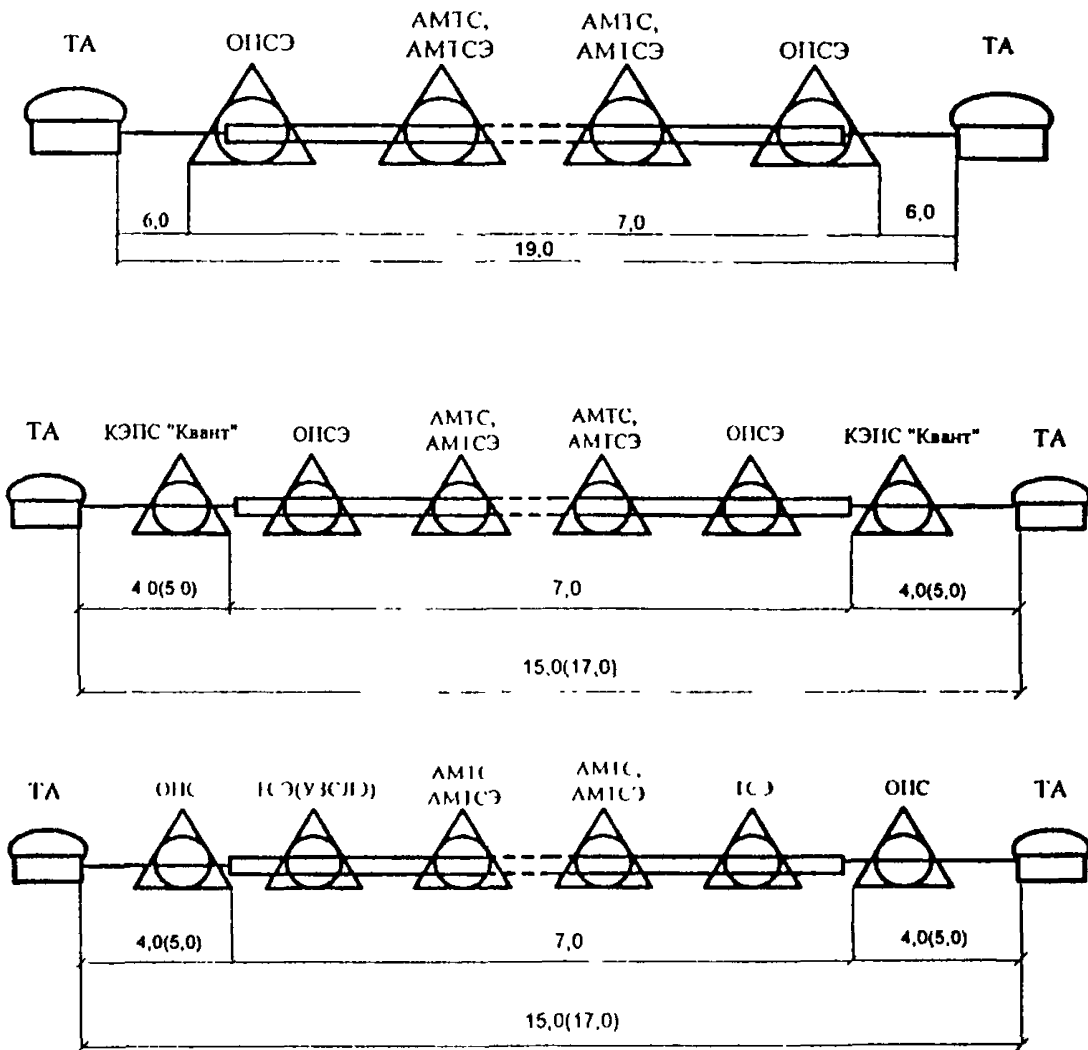 ТА
ОПСЭ
АМТС,
АМТСЭ
АМТС,
АМТСЭ
ОПСЭ
ТА
6,0
7,0
6,0
19,0
ТА
КЭПС "Квант"
ОПСЭ
АМТС,
АМТСЭ
АМТС,
АМТСЭ
ОПСЭ
КЭПС "Квант"
ТА
4 0(5 0)
7,0
4,0(5,0)
15,0(17,0)
ТА
ОПС
АМТС
АМТСЭ
АМТС,
АМТСЭ
ОПС
ТА
4,0(5,0)
7,0
4,0(5,0)
15,0(17,0)